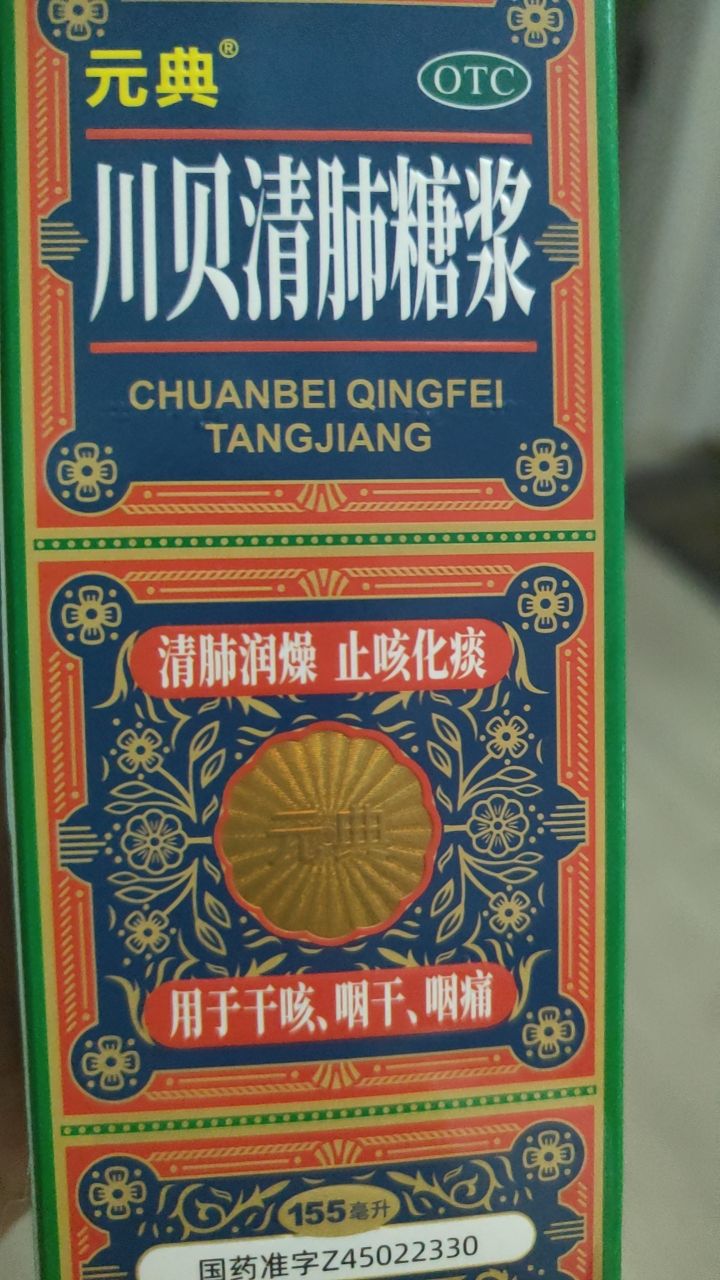 元典®
OTC
川贝清肺糖浆
CHUANBEI QINGFEI
TANGJIANG
清肺润燥 止咳化痰
元典
用于干咳、咽干、咽痛
155毫升
国药准字Z45022330